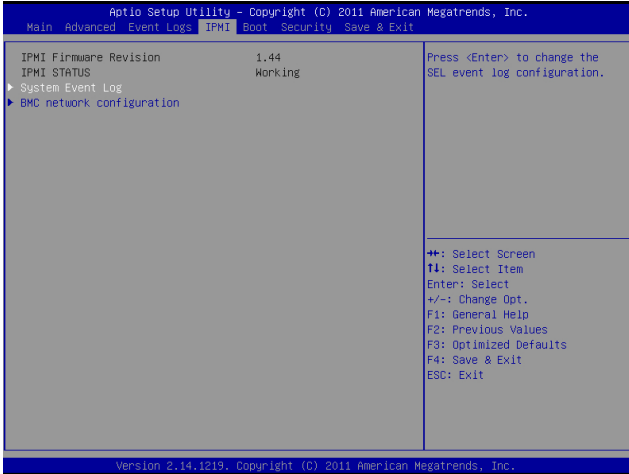 Aptio Setup Utility – Copyright (C) 2011 American Megatrends, Inc.
Main Advanced Event Logs IPMI Boot Security Save & Exit
IPMI Firmware Revision 1.44
IPMI STATUS Working
System Event Log
BMC network configuration
Press <Enter> to change the
SEL event log configuration.
→←: Select Screen
↑↓: Select Item
Enter: Select
+/-: Change Opt.
F1: General Help
F2: Previous Values
F3: Optimized Defaults
F4: Save & Exit
ESC: Exit
Version 2.14.1219. Copyright (C) 2011 American Megatrends, Inc.